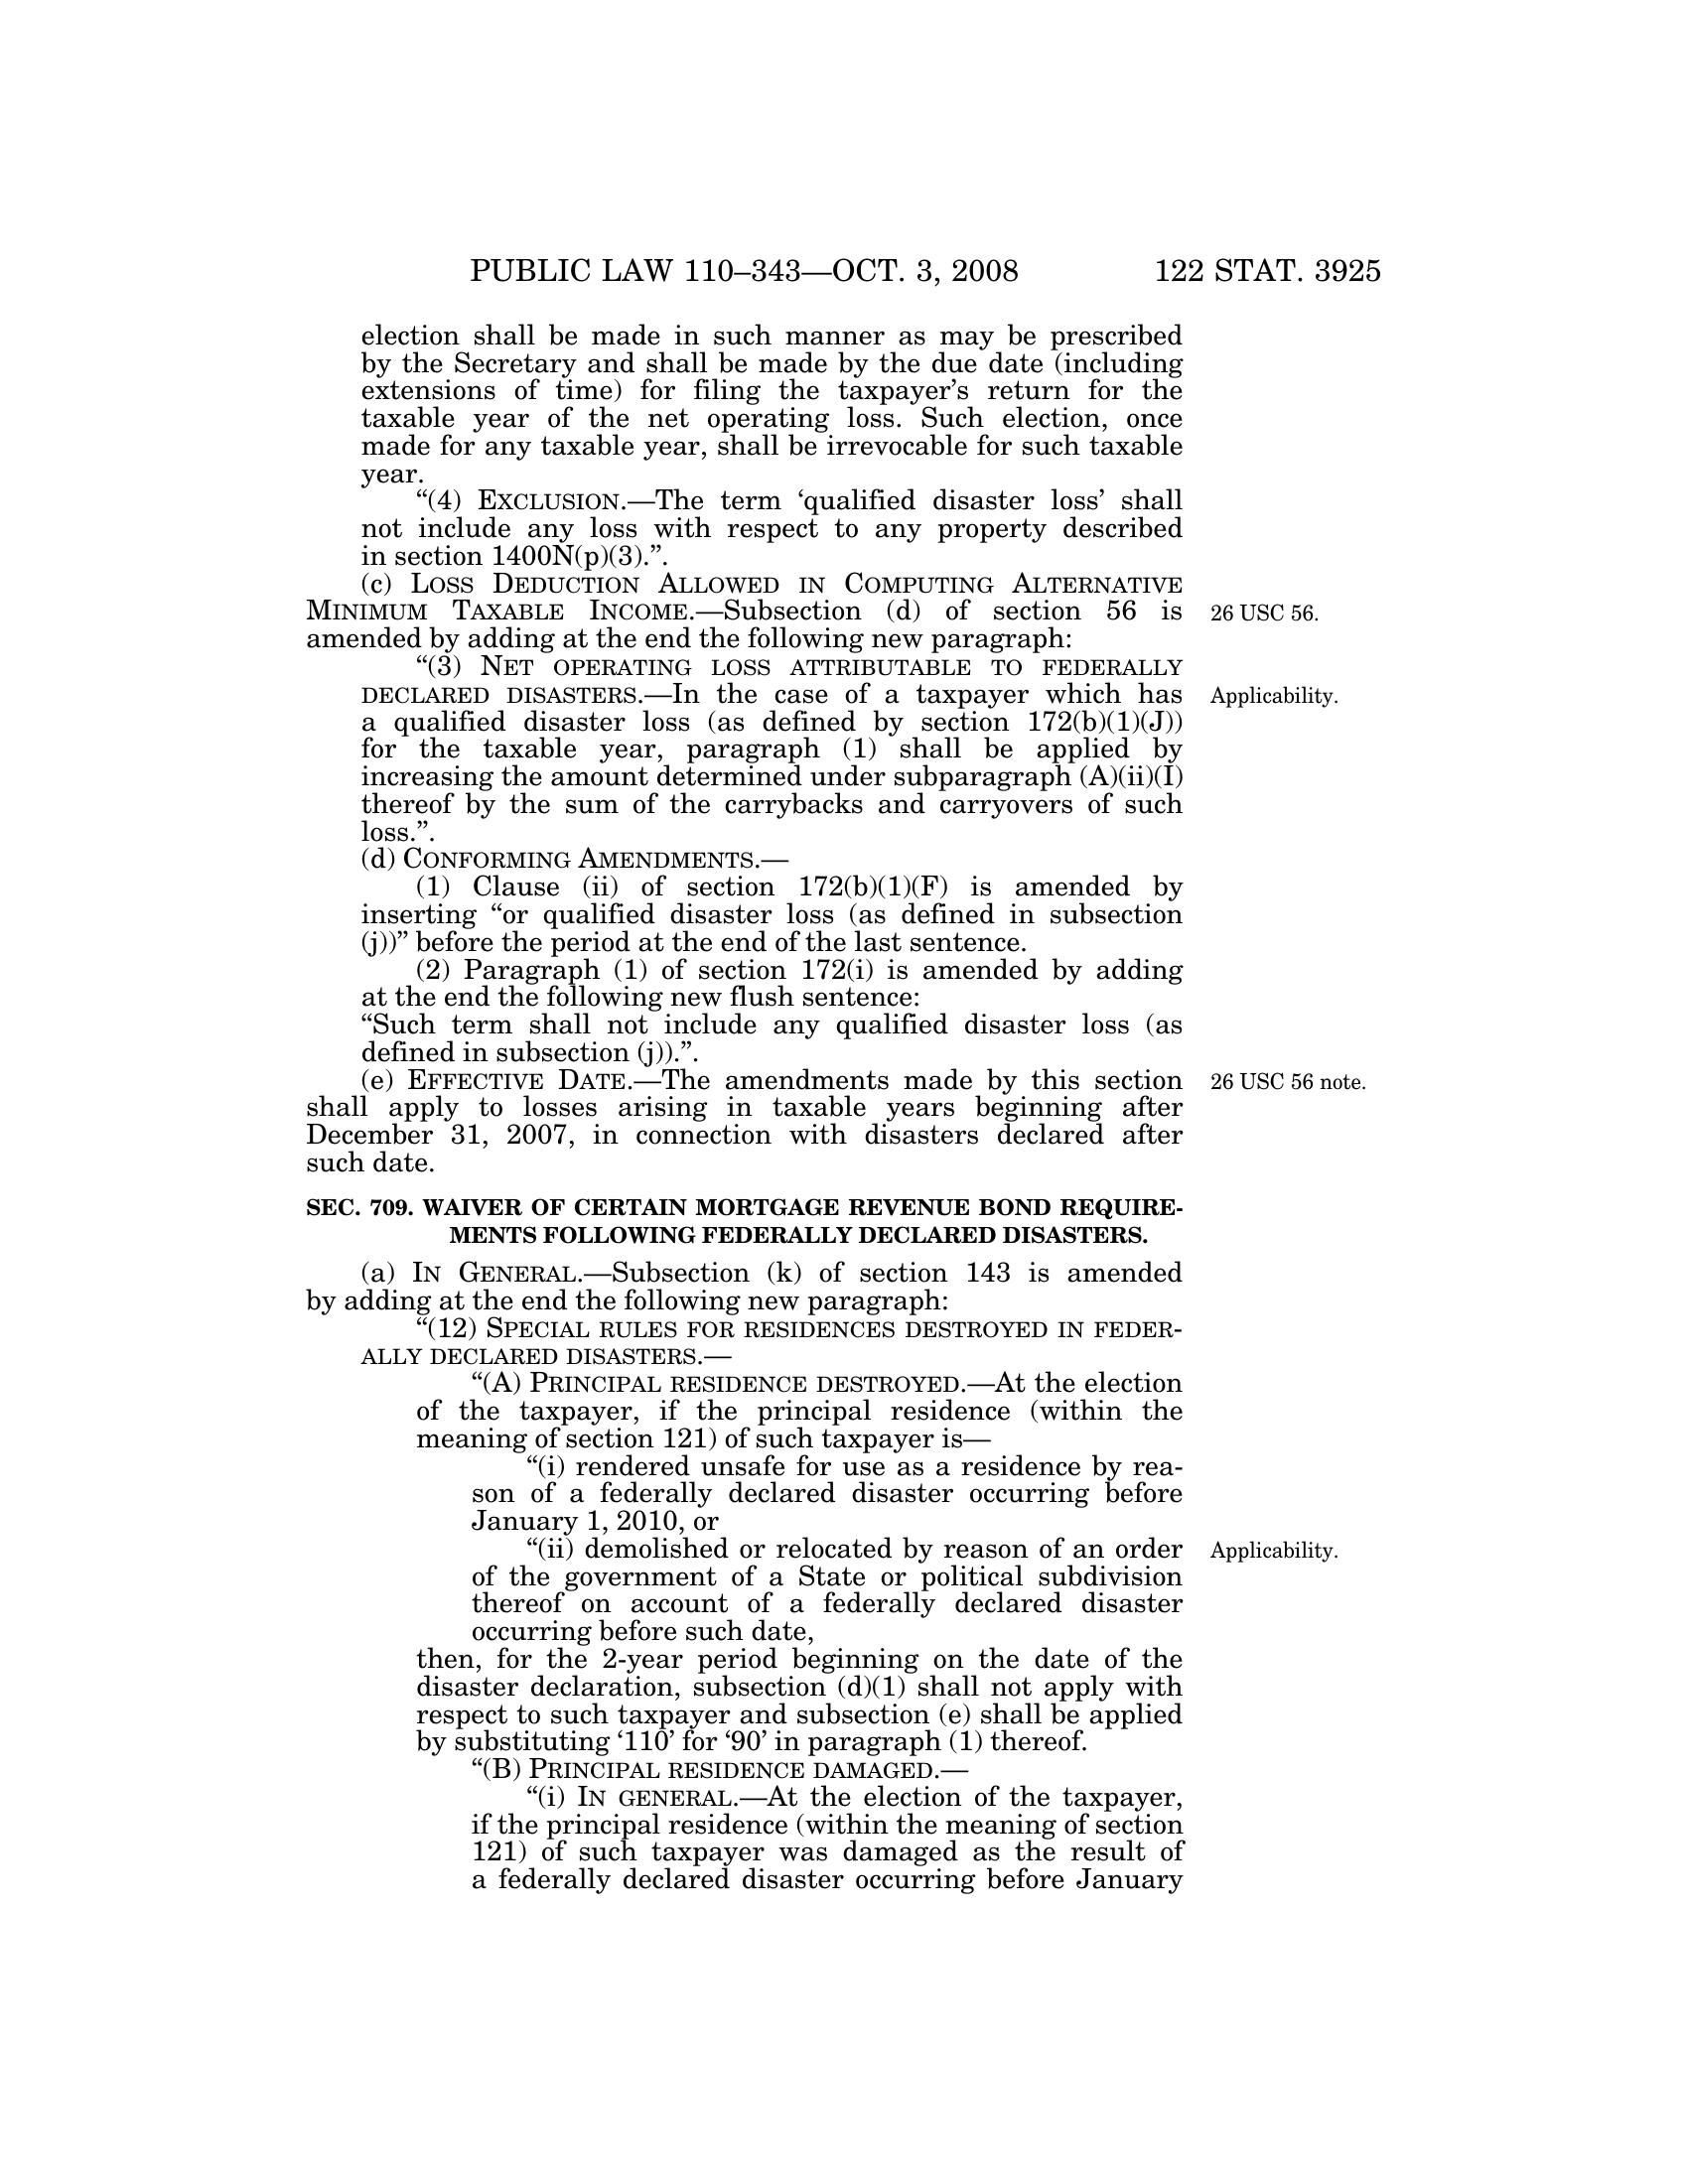 PUBLIC LAW 110–343—OCT. 3, 2008 122 STAT. 3925
election shall be made in such manner as may be prescribed
by the Secretary and shall be made by the due date (including
extensions of time) for filing the taxpayer's return for the
taxable year of the net operating loss. Such election, once
made for any taxable year, shall be irrevocable for such taxable
year.
“(4) EXCLUSION.—The term ‘qualified disaster loss’ shall
not include any loss with respect to any property described
in section 1400N(p)(3).”.
(c) LOSS DEDUCTION ALLOWED IN COMPUTING ALTERNATIVE
MINIMUM TAXABLE INCOME.—Subsection (d) of section 56 is
26 USC 56.
amended by adding at the end the following new paragraph:
“(3) NET OPERATING LOSS ATTRIBUTABLE TO FEDERALLY
DECLARED DISASTERS.—In the case of a taxpayer which has
Applicability.
a qualified disaster loss (as defined by section 172(b)(1)(J))
for the taxable year, paragraph (1) shall be applied by
increasing the amount determined under subparagraph (A)(ii)(I)
thereof by the sum of the carrybacks and carryovers of such
loss.”.
(d) CONFORMING AMENDMENTS.—
(1) Clause (ii) of section 172(b)(1)(F) is amended by
inserting “or qualified disaster loss (as defined in subsection
(j))” before the period at the end of the last sentence.
(2) Paragraph (1) of section 172(i) is amended by adding
at the end the following new flush sentence:
“Such term shall not include any qualified disaster loss (as
defined in subsection (j)).”.
(e) EFFECTIVE DATE.—The amendments made by this section
26 USC 56 note.
shall apply to losses arising in taxable years beginning after
December 31, 2007, in connection with disasters declared after
such date.
SEC. 709. WAIVER OF CERTAIN MORTGAGE REVENUE BOND REQUIRE-
MENTS FOLLOWING FEDERALLY DECLARED DISASTERS.
(a) IN GENERAL.—Subsection (k) of section 143 is amended
by adding at the end the following new paragraph:
“(12) SPECIAL RULES FOR RESIDENCES DESTROYED IN FEDER-
ALLY DECLARED DISASTERS.—
“(A) PRINCIPAL RESIDENCE DESTROYED.—At the election
of the taxpayer, if the principal residence (within the
meaning of section 121) of such taxpayer is—
“(i) rendered unsafe for use as a residence by rea-
son of a federally declared disaster occurring before
January 1, 2010, or
“(ii) demolished or relocated by reason of an order
Applicability.
of the government of a State or political subdivision
thereof on account of a federally declared disaster
occurring before such date,
then, for the 2-year period beginning on the date of the
disaster declaration, subsection (d)(1) shall not apply with
respect to such taxpayer and subsection (e) shall be applied
by substituting ‘110’ for ‘90’ in paragraph (1) thereof.
“(B) PRINCIPAL RESIDENCE DAMAGED.—
“(i) IN GENERAL.—At the election of the taxpayer,
if the principal residence (within the meaning of section
121) of such taxpayer was damaged as the result of
a federally declared disaster occurring before January